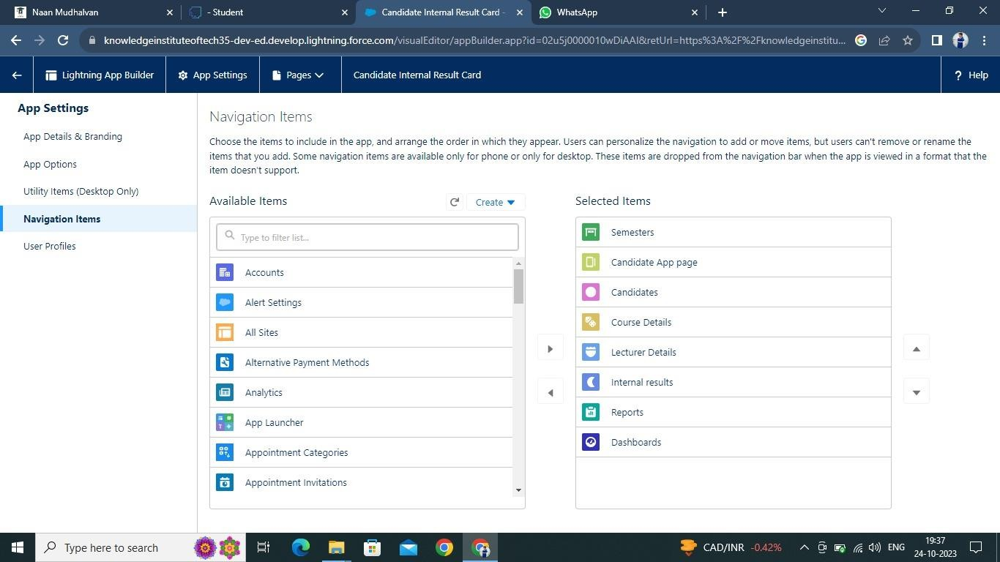 Naan Mudhalvan
- Student
Candidate Internal Result Card -
WhatsApp
knowledgeinstituteoftech35-dev-ed.develop.lightning.force.com/visualEditor/appBuilder.app?id=02u5j0000010wDiAAI&retUrl=https%3A%2F%2Fknowledgeinstitu...
Lightning App Builder
App Settings
Pages
Candidate Internal Result Card
? Help
App Settings
App Details & Branding
App Options
Utility Items (Desktop Only)
Navigation Items
User Profiles
Navigation Items
Choose the items to include in the app, and arrange the order in which they appear. Users can personalize the navigation to add or move items, but users can't remove or rename the
items that you add. Some navigation items are available only for phone or only for desktop. These items are dropped from the navigation bar when the app is viewed in a format that the
item doesn't support.
Available Items
Create
Type to filter list...
Accounts
Alert Settings
All Sites
Alternative Payment Methods
Analytics
App Launcher
Appointment Categories
Appointment Invitations
Selected Items
Semesters
Candidate App page
Candidates
Course Details
Lecturer Details
Internal results
Reports
Dashboards
Type here to search
CAD/INR -0.42%
ENG
19:37
24-10-2023